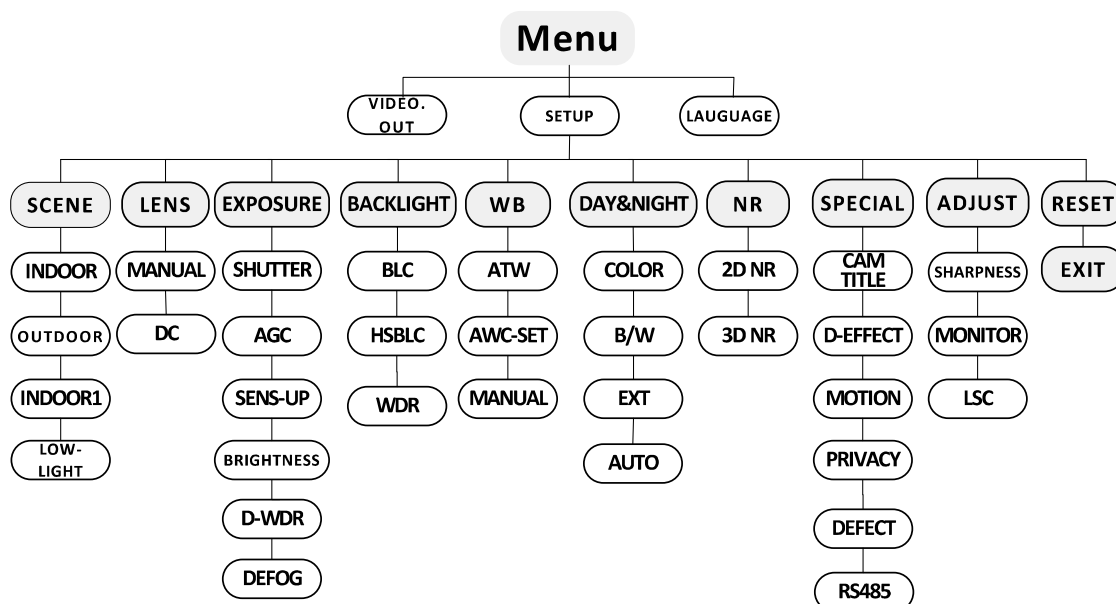 Menu
VIDEO.
OUT
SETUP
LAUGUAGE
SCENE
LENS
EXPOSURE
BACKLIGHT
WB
DAY&NIGHT
NR
SPECIAL
ADJUST
RESET
INDOOR
MANUAL
SHUTTER
BLC
ATW
COLOR
2D NR
CAM
TITLE
SHARPNESS
EXIT
OUTDOOR
DC
AGC
HSBLC
AWC-SET
B/W
3D NR
D-EFFECT
MONITOR
INDOOR1
SENS-UP
WDR
MANUAL
EXT
MOTION
LSC
LOW-
LIGHT
BRIGHTNESS
AUTO
PRIVACY
D-WDR
DEFECT
DEFOG
RS485